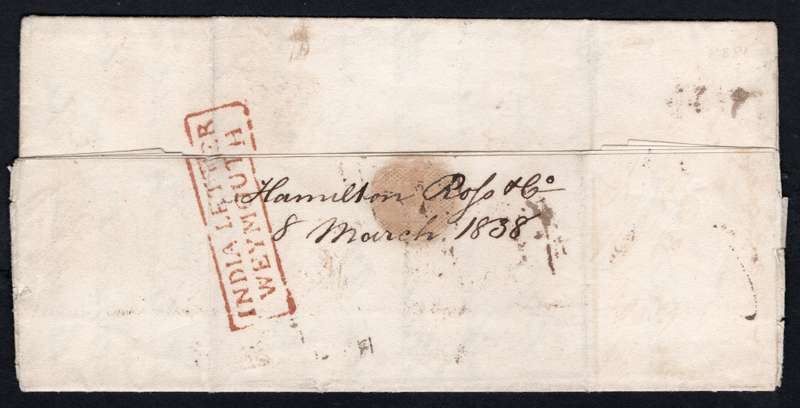 INDIA LETTER
WEYMOUTH
Hamilton Roſs & Co
8 March. 1838